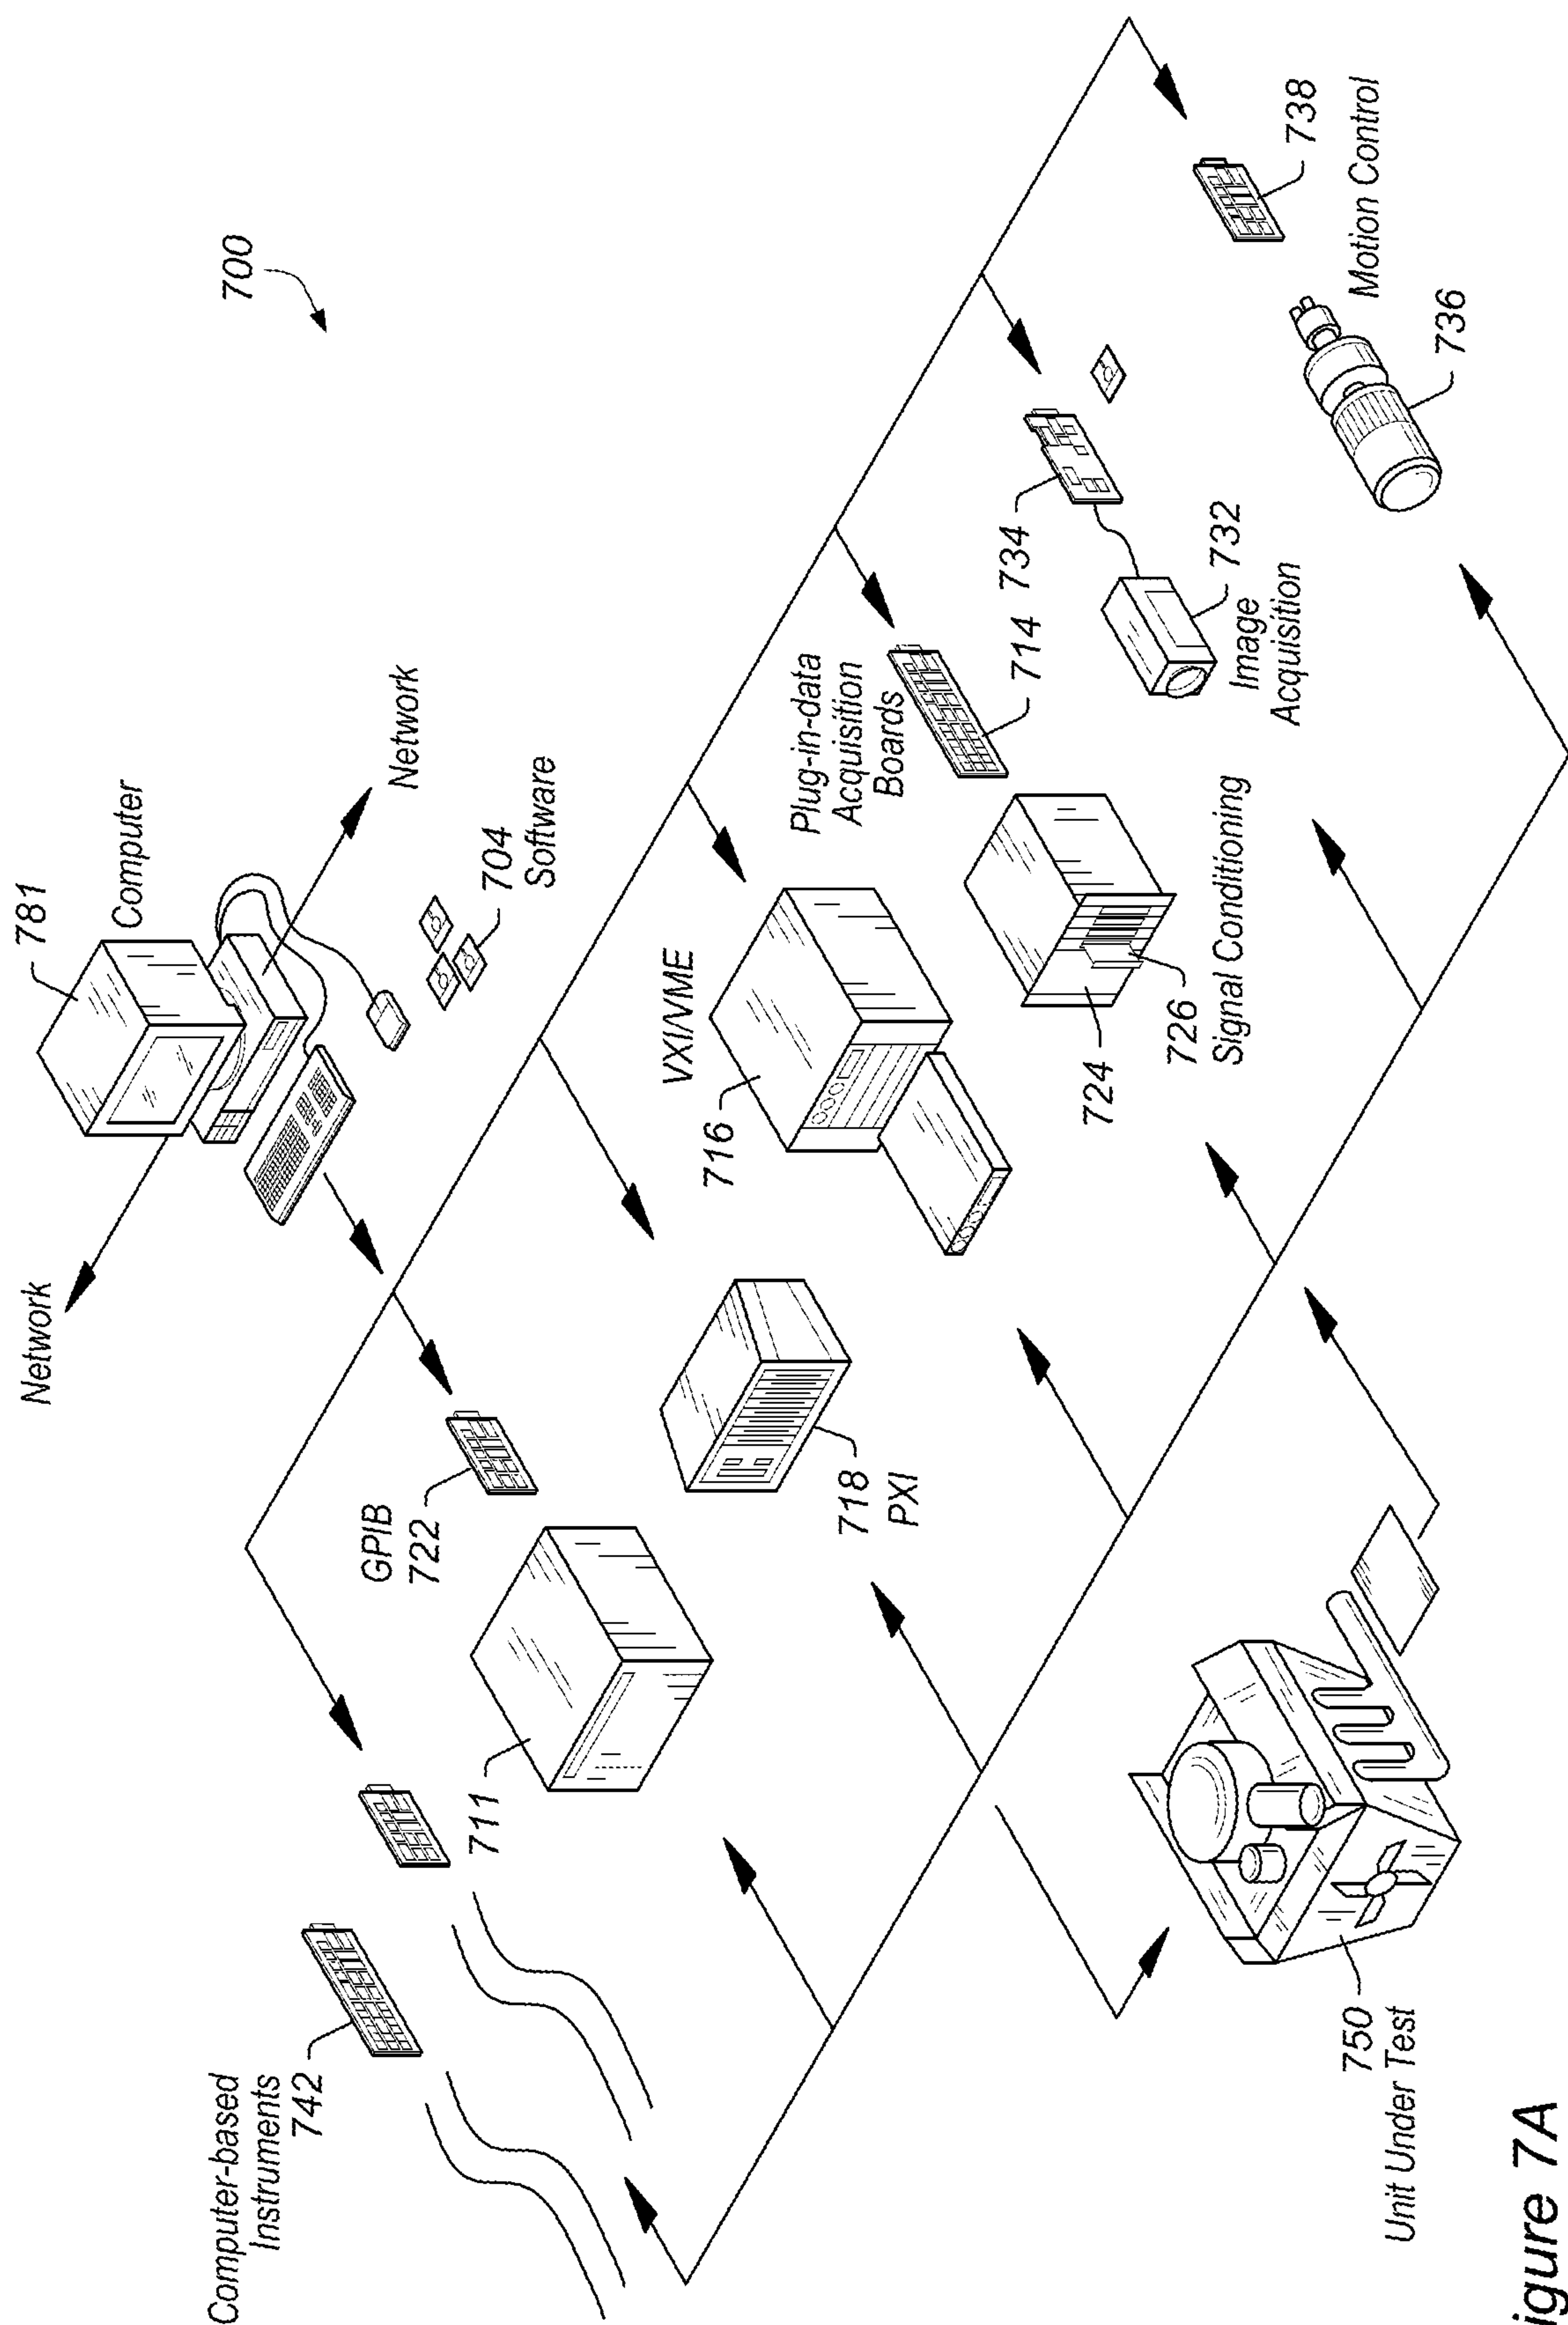 700
781
Computer
Network
Network
704
Software
Computer-based
Instruments
742
GPIB
722
711
718
PXI
VXI/VME
716
Plug-in-data
Acquisition
Boards
714
734
724
726
Signal Conditioning
732
Image
Acquisition
738
Motion Control
736
750
Unit Under Test
igure 7A